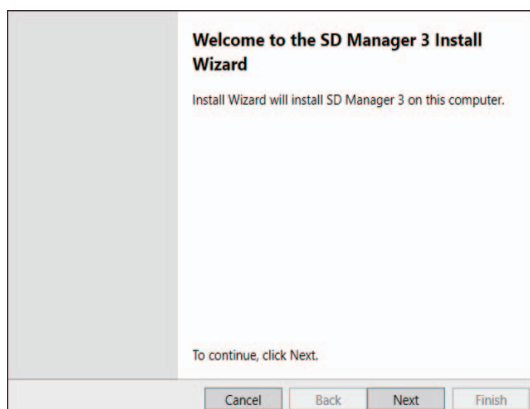 Welcome to the SD Manager 3 Install
Wizard
Install Wizard will install SD Manager 3 on this computer.
To continue, click Next.
Cancel Back Next Finish